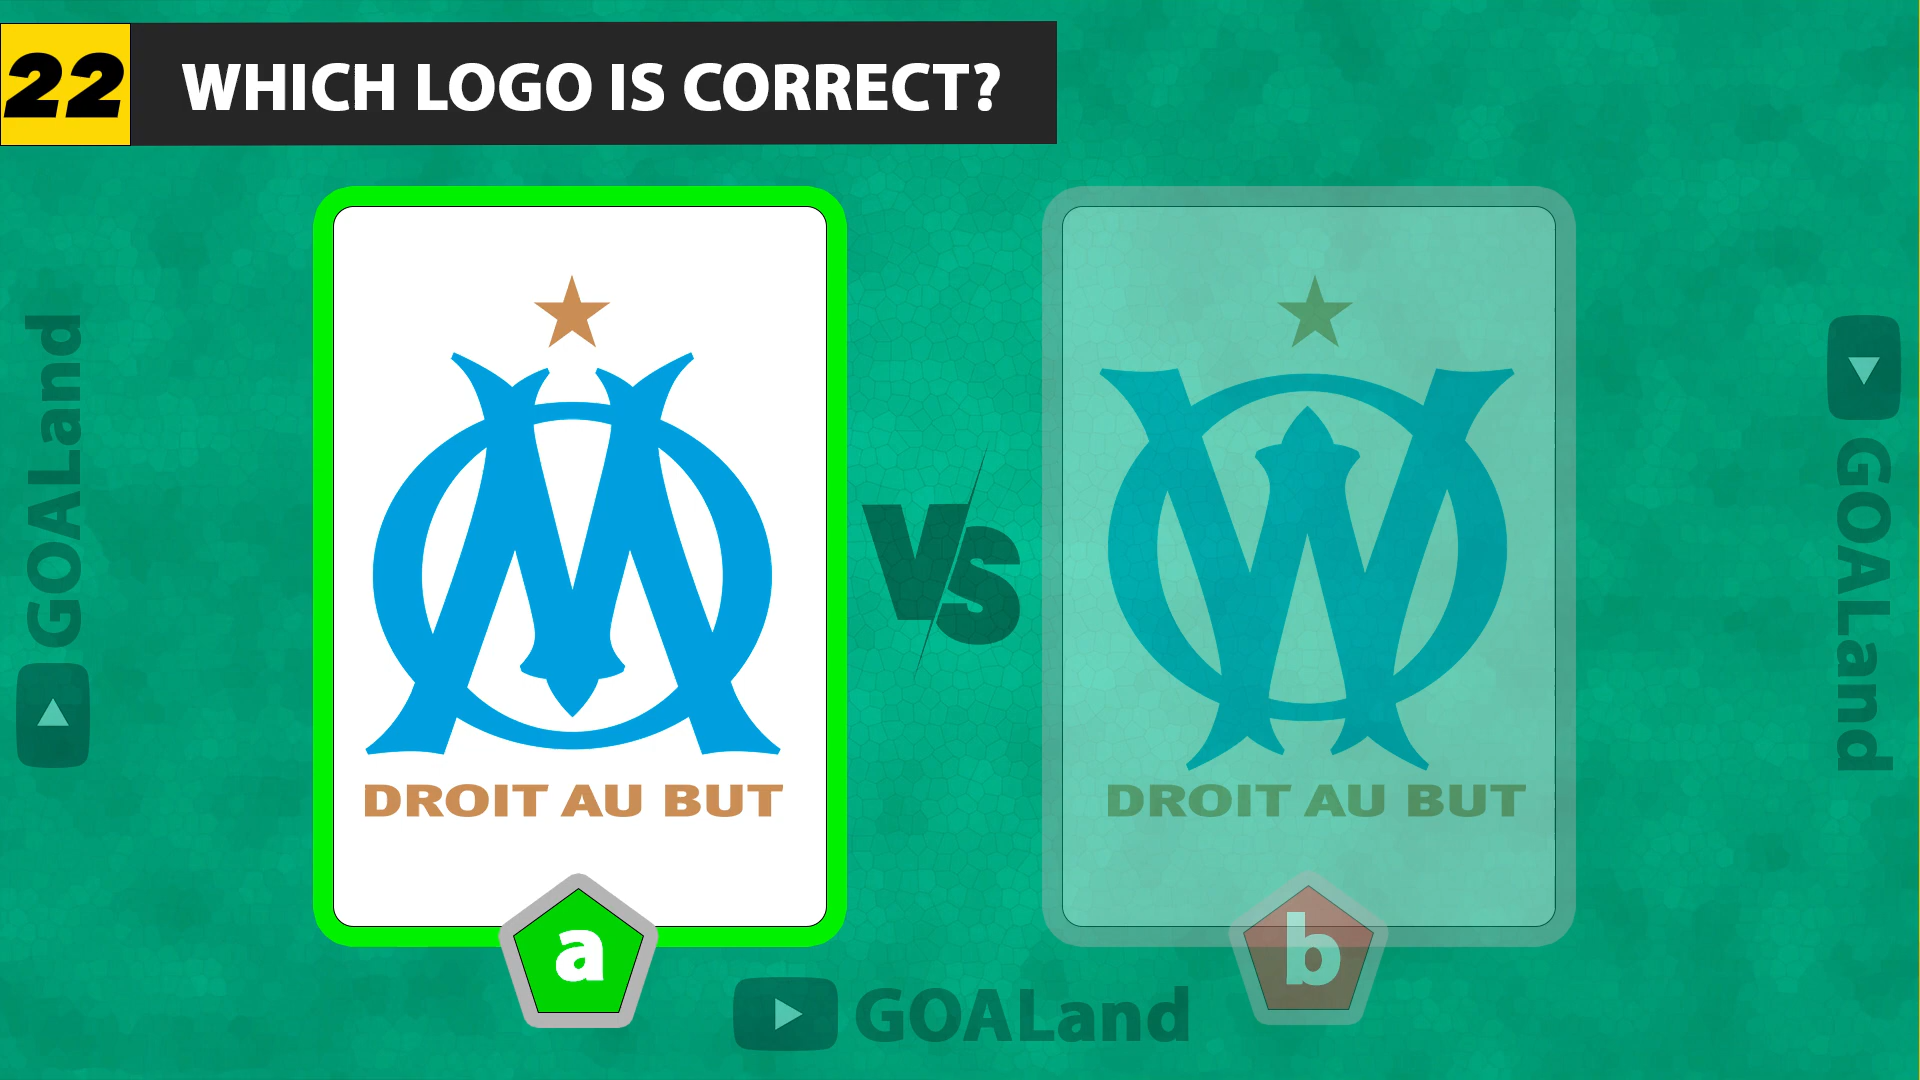 22
WHICH LOGO IS CORRECT?
GOALand
VS
GOALand
DROIT AU BUT
DROIT AU BUT
a
b
GOALand